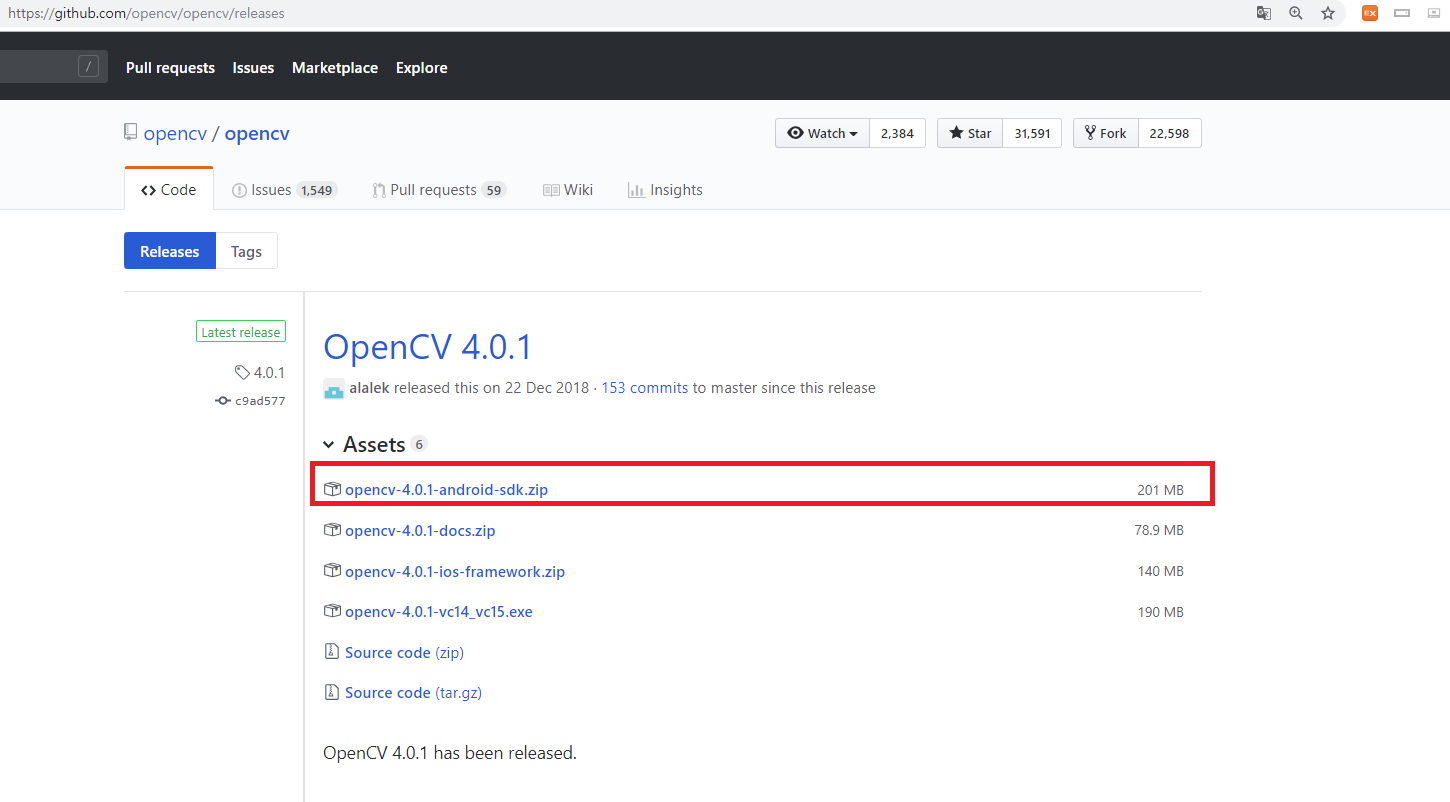 https://github.com/opencv/opencv/releases
/ Pull requests Issues Marketplace Explore
opencv / opencv Watch 2,384 Star 31,591 Fork 22,598
Code Issues 1,549 Pull requests 59 Wiki Insights
Releases Tags
Latest release
4.0.1
c9ad577
OpenCV 4.0.1
alalek released this on 22 Dec 2018 · 153 commits to master since this release
Assets 6
opencv-4.0.1-android-sdk.zip 201 MB
opencv-4.0.1-docs.zip 78.9 MB
opencv-4.0.1-ios-framework.zip 140 MB
opencv-4.0.1-vc14_vc15.exe 190 MB
Source code (zip)
Source code (tar.gz)
OpenCV 4.0.1 has been released.